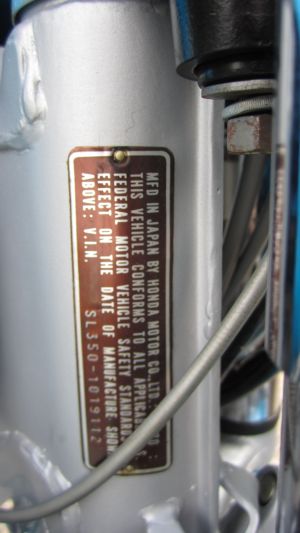 MFD IN JAPAN BY HONDA MOTOR CO., LTD.
THIS VEHICLE CONFORMS TO ALL
FEDERAL MOTOR VEHICLE SAFETY
EFFECT ON THE DATE OF MANUFACTURE
ABOVE: V.I.N. SL350-1019112